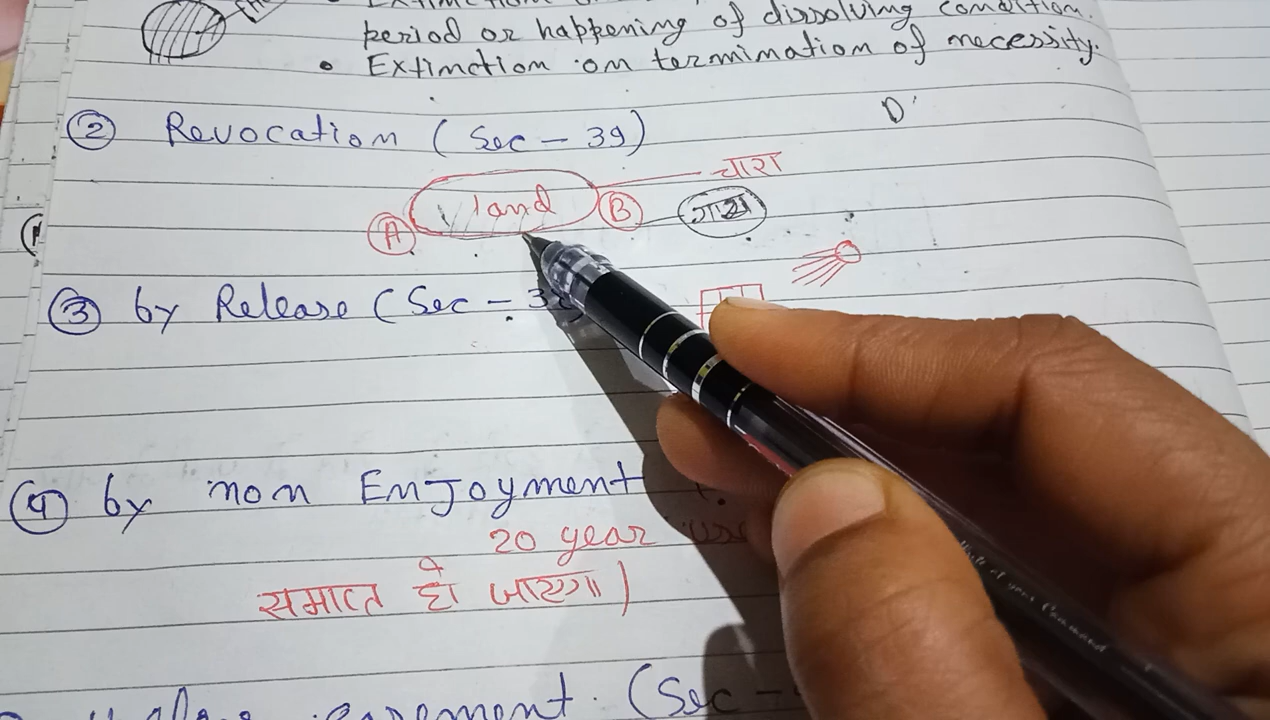 period or happening of dissolving condition.
• Extinction on termination of necessity.
D'
② Revocation (Sec - 39)
चारा
Ⓐ land Ⓑ गाय
③ by Release (Sec -
④ by non Enjoyment
20 year
समाप्त हो जाएगा।
(Sec -